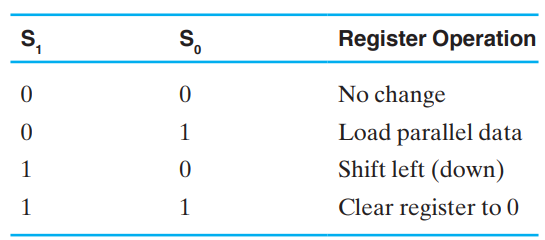 S₁ S₀ Register Operation
0 0 No change
0 1 Load parallel data
1 0 Shift left (down)
1 1 Clear register to 0